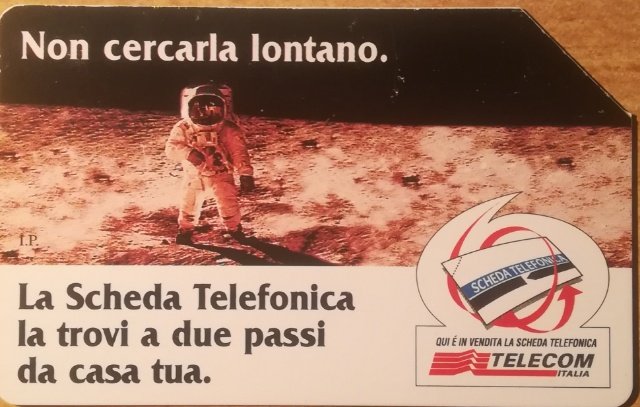 Non cercarla lontano.
I.P.
La Scheda Telefonica
la trovi a due passi
da casa tua.
SCHEDA TELEFONICA
QUI É IN VENDITA LA SCHEDA TELEFONICA
TELECOM
ITALIA